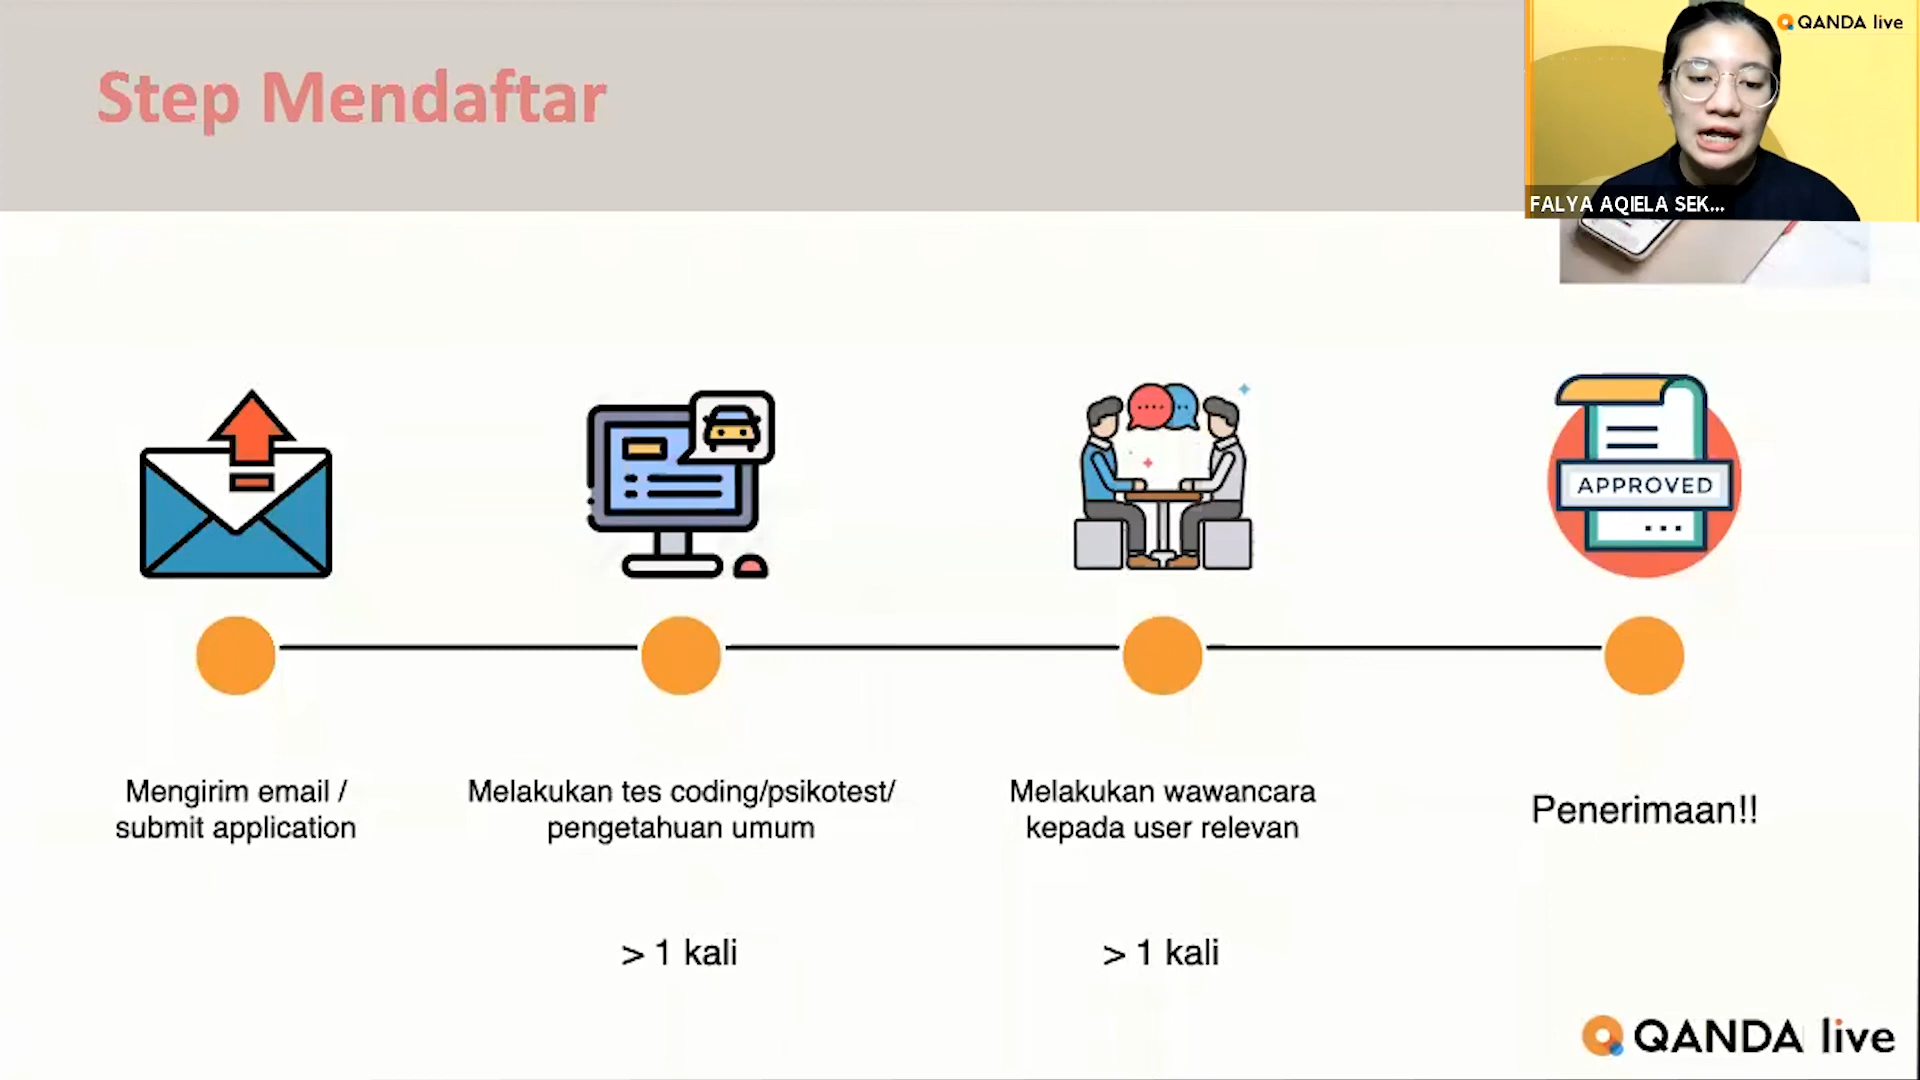 Step Mendaftar
QANDA live
FALYA AQIELA SEK...
APPROVED
Mengirim email /
submit application
Melakukan tes coding/psikotest/
pengetahuan umum
> 1 kali
Melakukan wawancara
kepada user relevan
> 1 kali
Penerimaan!!
QANDA live